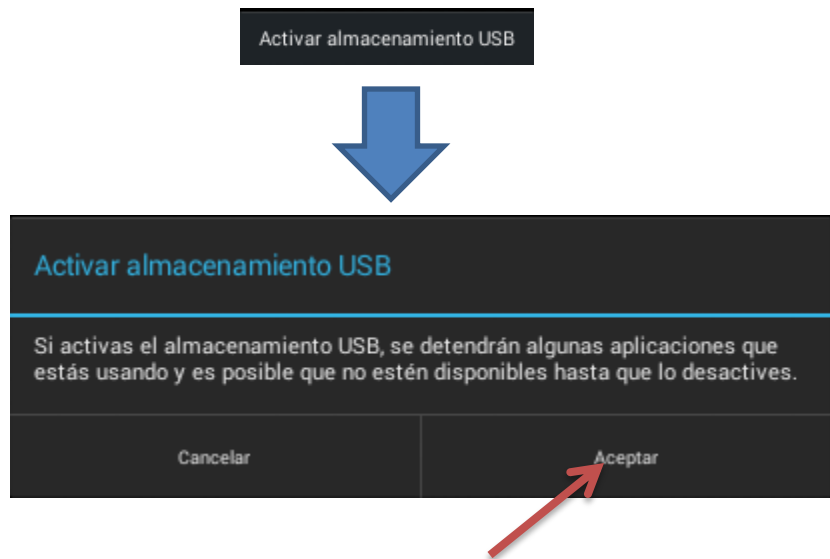 Activar almacenamiento USB
Activar almacenamiento USB
Si activas el almacenamiento USB, se detendrán algunas aplicaciones que
estás usando y es posible que no estén disponibles hasta que lo desactives.
Cancelar
Aceptar